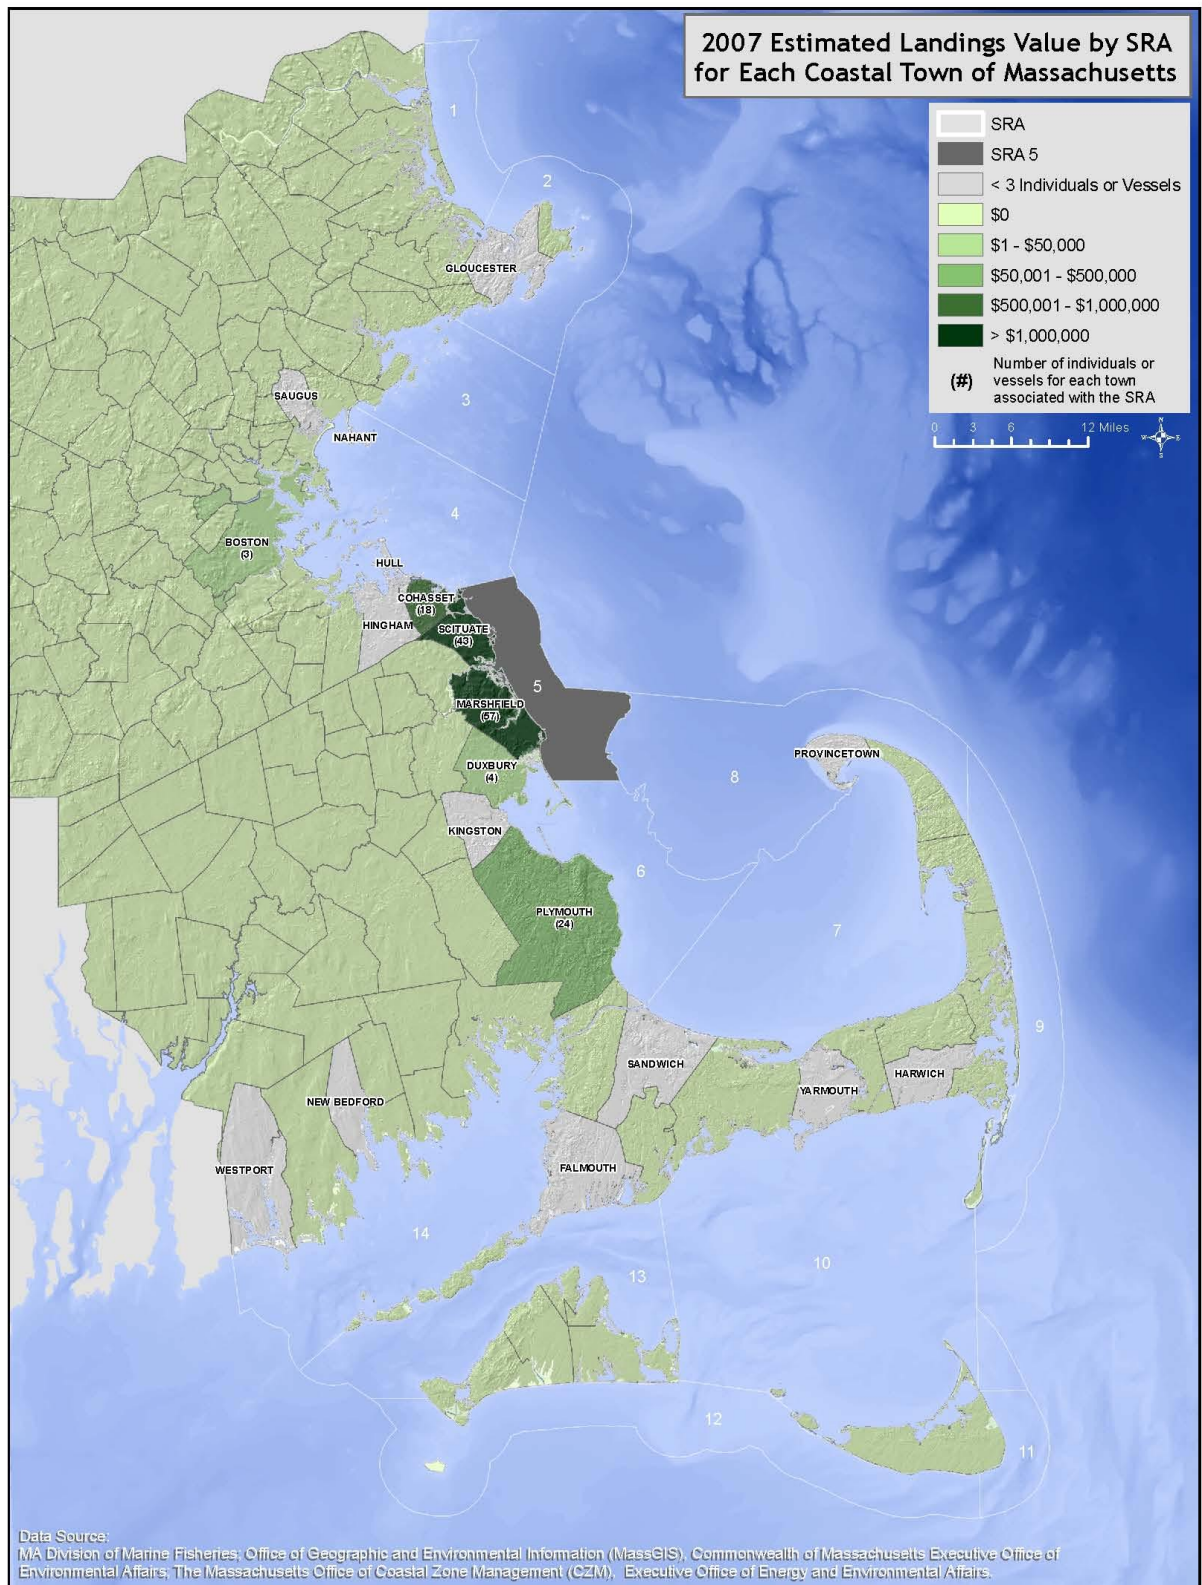 2007 Estimated Landings Value by SRA
for Each Coastal Town of Massachusetts
SRA
SRA 5
< 3 Individuals or Vessels
$0
$1 - $50,000
$50,001 - $500,000
$500,001 - $1,000,000
> $1,000,000
(#)
Number of individuals or
vessels for each town
associated with the SRA
0 3 6 12 Miles
N
W E
S
1
2
GLOUCESTER
3
SAUGUS
NAHANT
4
BOSTON
(3)
HULL
COHASSET
(18)
HINGHAM
SCITUATE
(43)
5
MARSHFIELD
(57)
PROVINCETOWN
DUXBURY
(4)
8
KINGSTON
6
PLYMOUTH
(24)
7
9
SANDWICH
HARWICH
YARMOUTH
NEW BEDFORD
FALMOUTH
WESTPORT
14
10
13
12
11
Data Source:
MA Division of Marine Fisheries; Office of Geographic and Environmental Information (MassGIS), Commonwealth of Massachusetts Executive Office of
Environmental Affairs; The Massachusetts Office of Coastal Zone Management (CZM), Executive Office of Energy and Environmental Affairs.